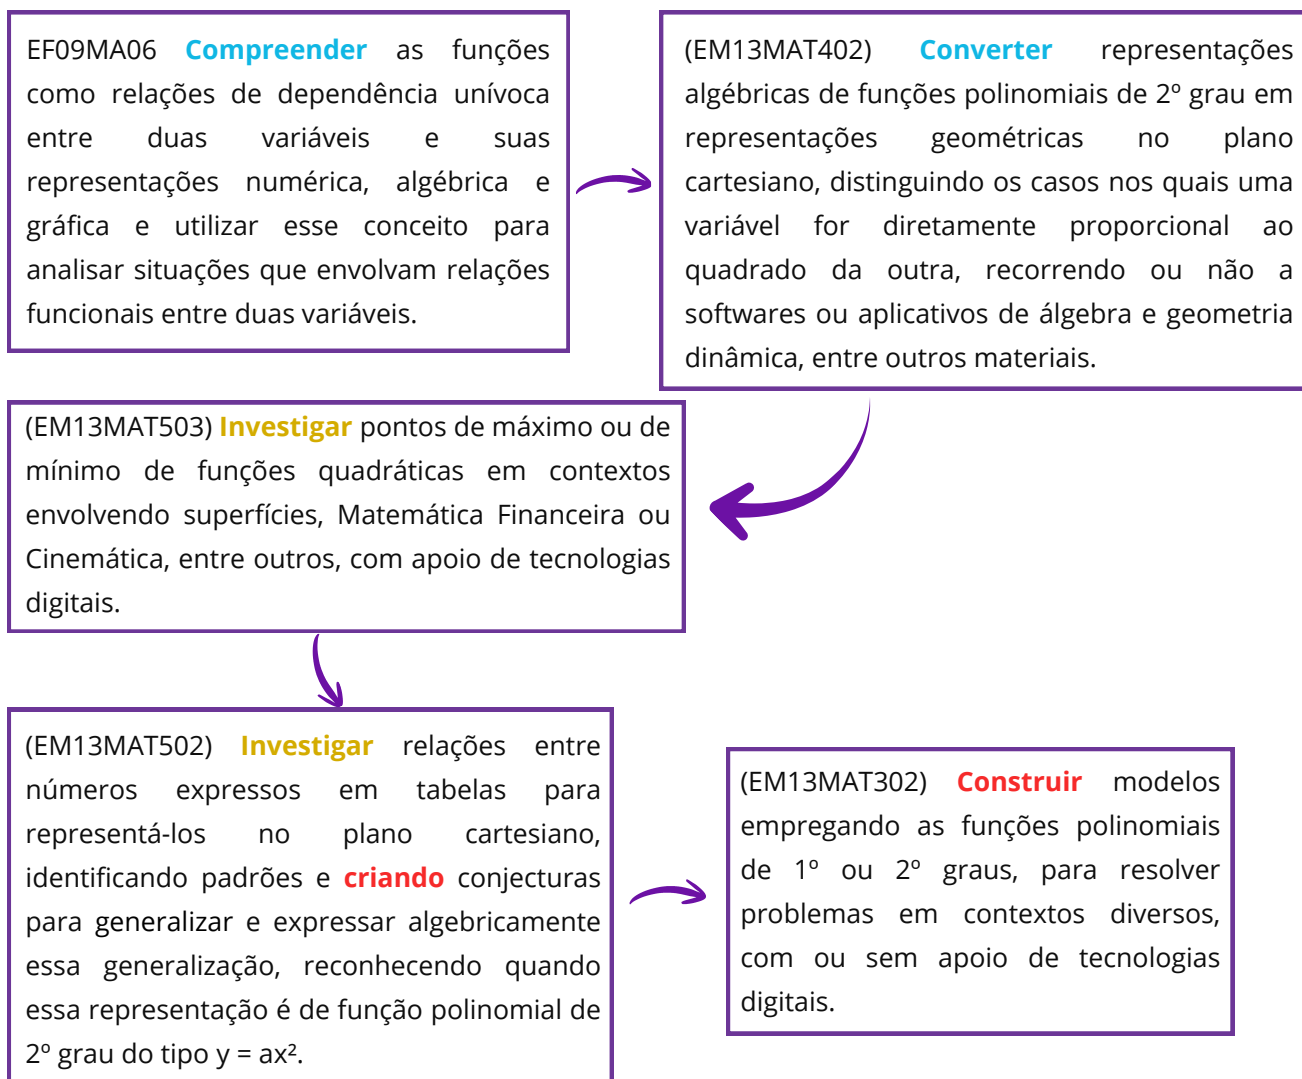 EF09MA06 Compreender as funções
como relações de dependência unívoca
entre duas variáveis e suas
representações numérica, algébrica e
gráfica e utilizar esse conceito para
analisar situações que envolvam relações
funcionais entre duas variáveis.
(EM13MAT402) Converter representações
algébricas de funções polinomiais de 2º grau em
representações geométricas no plano
cartesiano, distinguindo os casos nos quais uma
variável for diretamente proporcional ao
quadrado da outra, recorrendo ou não a
softwares ou aplicativos de álgebra e geometria
dinâmica, entre outros materiais.
(EM13MAT503) Investigar pontos de máximo ou de
mínimo de funções quadráticas em contextos
envolvendo superfícies, Matemática Financeira ou
Cinemática, entre outros, com apoio de tecnologias
digitais.
(EM13MAT502) Investigar relações entre
números expressos em tabelas para
representá-los no plano cartesiano,
identificando padrões e criando conjecturas
para generalizar e expressar algebricamente
essa generalização, reconhecendo quando
essa representação é de função polinomial de
2º grau do tipo y = ax².
(EM13MAT302) Construir modelos
empregando as funções polinomiais
de 1º ou 2º graus, para resolver
problemas em contextos diversos,
com ou sem apoio de tecnologias
digitais.